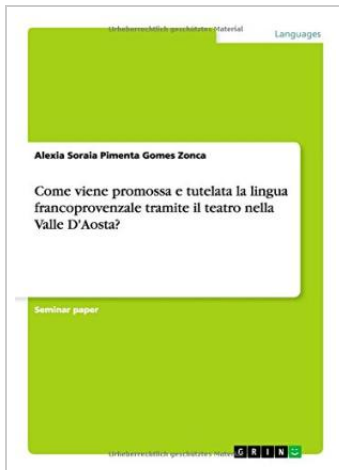 Urheberrechtlich geschütztes Material
Languages
Alexia Soraia Pimenta Gomes Zonca
Come viene promossa e tutelata la lingua
francoprovenzale tramite il teatro nella
Valle D'Aosta?
Seminar paper
Urheberrechtlich geschütztes Mater
GRIN